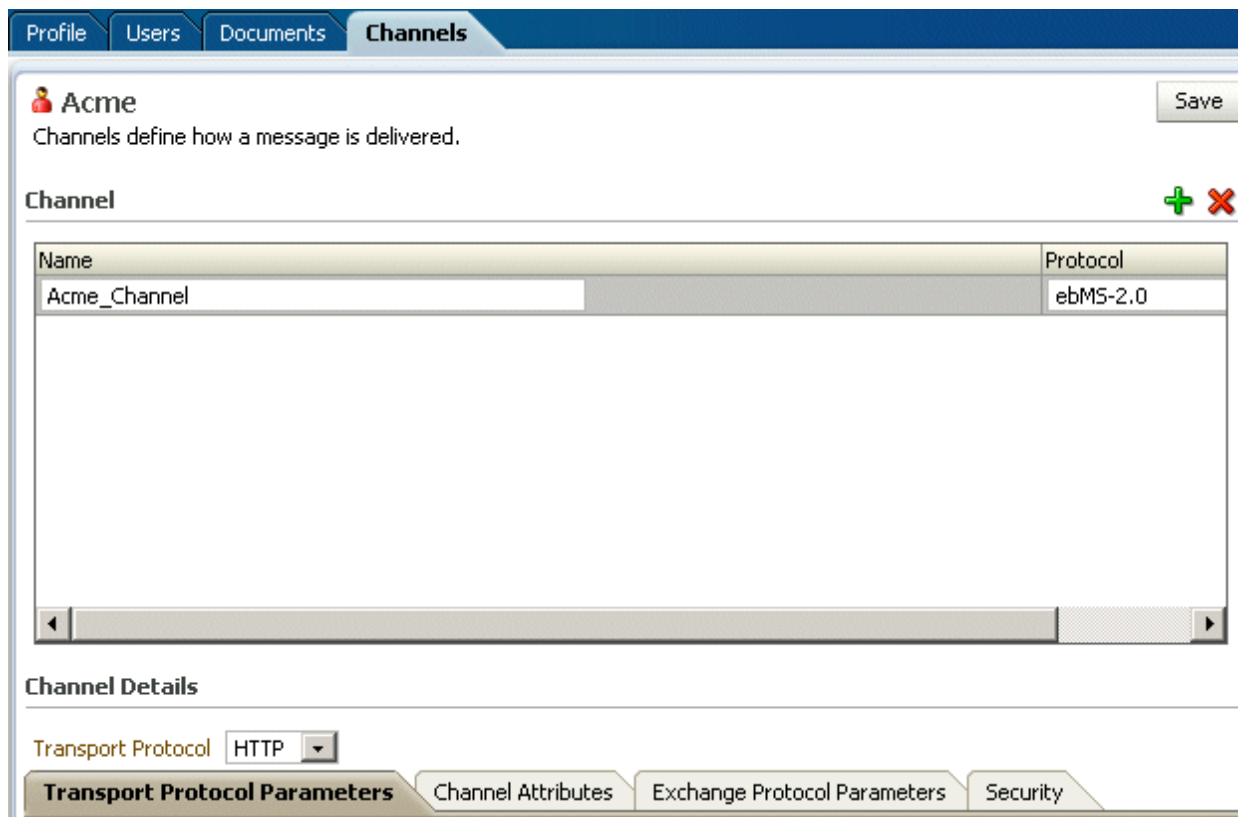 Profile Users Documents Channels
Acme
Save
Channels define how a message is delivered.
Channel
Name Protocol
Acme_Channel ebMS-2.0
Channel Details
Transport Protocol HTTP
Transport Protocol Parameters Channel Attributes Exchange Protocol Parameters Security